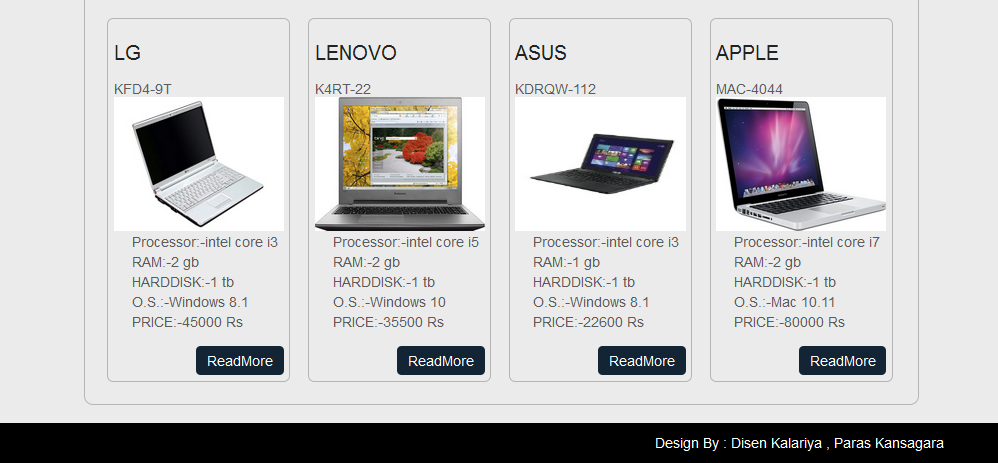 LG
KFD4-9T
Processor:-intel core i3
RAM:-2 gb
HARDDISK:-1 tb
O.S.:-Windows 8.1
PRICE:-45000 Rs
ReadMore
LENOVO
K4RT-22
Processor:-intel core i5
RAM:-2 gb
HARDDISK:-1 tb
O.S.:-Windows 10
PRICE:-35500 Rs
ReadMore
ASUS
KDRQW-112
Processor:-intel core i3
RAM:-1 gb
HARDDISK:-1 tb
O.S.:-Windows 8.1
PRICE:-22600 Rs
ReadMore
APPLE
MAC-4044
Processor:-intel core i7
RAM:-2 gb
HARDDISK:-1 tb
O.S.:-Mac 10.11
PRICE:-80000 Rs
ReadMore
Design By : Disen Kalariya , Paras Kansagara